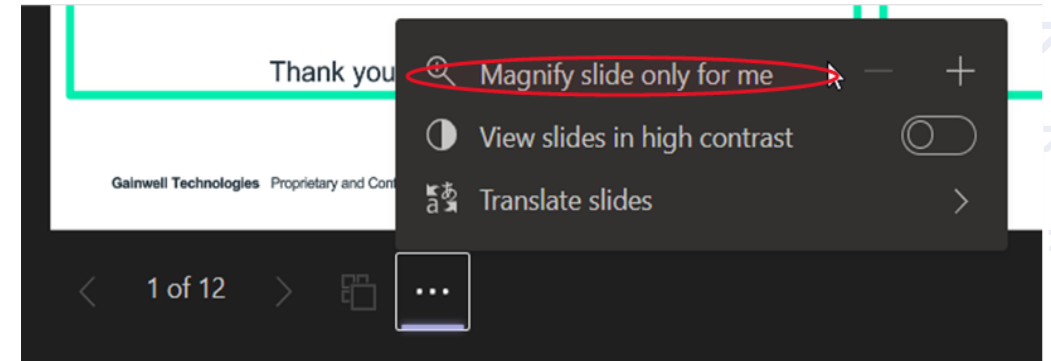 Thank you
Magnify slide only for me
View slides in high contrast
Gainwell Technologies Proprietary and Cont
Translate slides
1 of 12